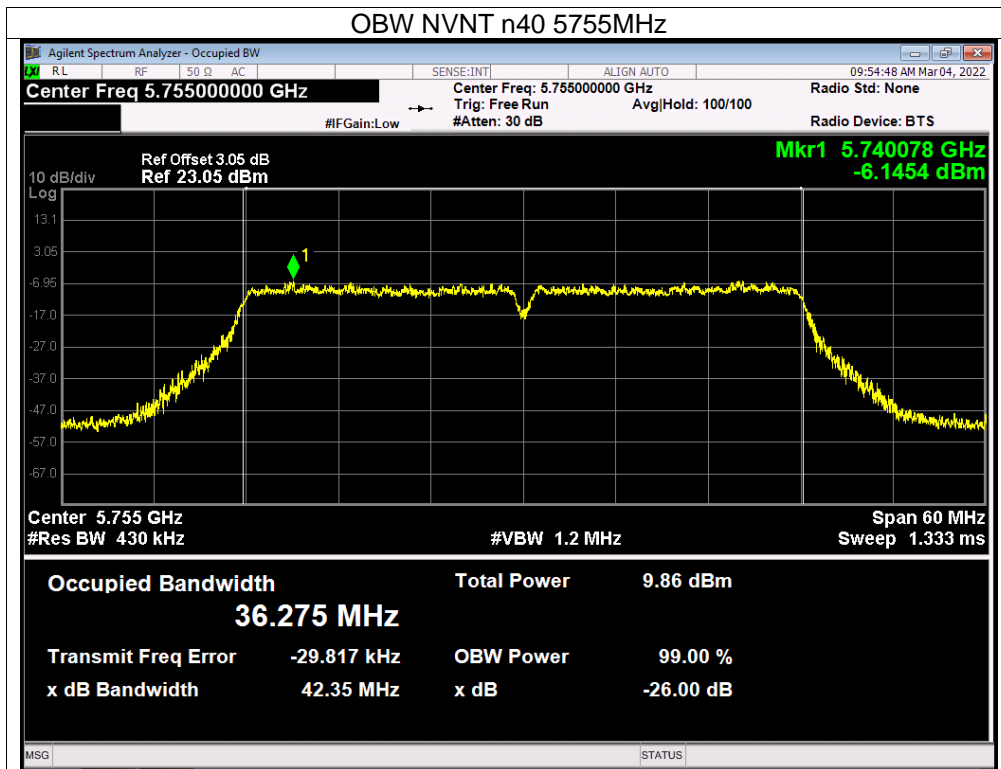 OBW NVNT n40 5755MHz
Agilent Spectrum Analyzer - Occupied BW
LXI RL RF 50 Ω AC SENSE:INT ALIGN AUTO 09:54:48 AM Mar 04, 2022
Center Freq 5.755000000 GHz Center Freq: 5.755000000 GHz Radio Std: None
Trig: Free Run Avg|Hold: 100/100
#IFGain:Low #Atten: 30 dB Radio Device: BTS
Mkr1 5.740078 GHz
-6.1454 dBm
Ref Offset 3.05 dB
10 dB/div Ref 23.05 dBm
Log
13.1
3.05
1
-6.95
-17.0
-27.0
-37.0
-47.0
-57.0
-67.0
Center 5.755 GHz Span 60 MHz
#Res BW 430 kHz #VBW 1.2 MHz Sweep 1.333 ms
Occupied Bandwidth Total Power 9.86 dBm
36.275 MHz
Transmit Freq Error -29.817 kHz OBW Power 99.00 %
x dB Bandwidth 42.35 MHz x dB -26.00 dB
MSG STATUS